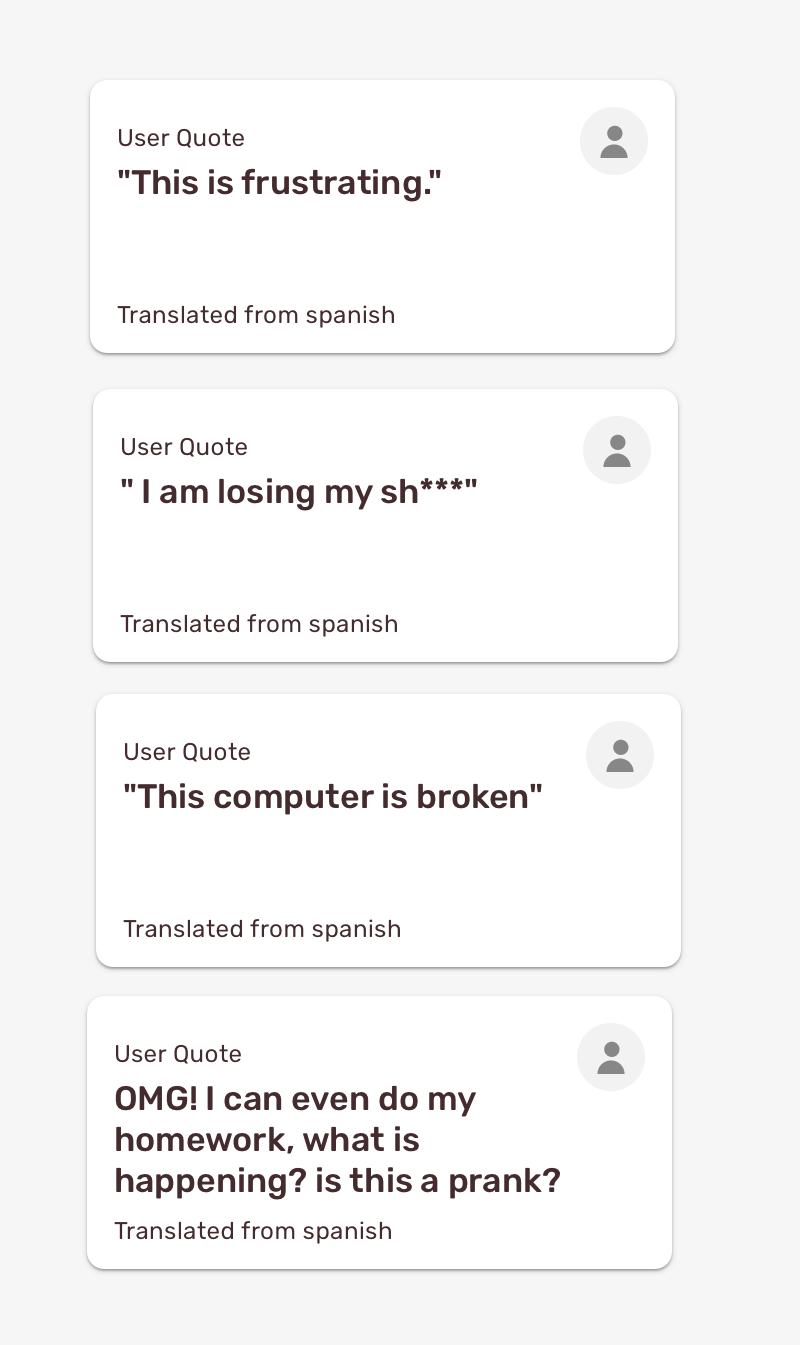 User Quote
"This is frustrating."
Translated from spanish
User Quote
" I am losing my sh***"
Translated from spanish
User Quote
"This computer is broken"
Translated from spanish
User Quote
OMG! I can even do my
homework, what is
happening? is this a prank?
Translated from spanish